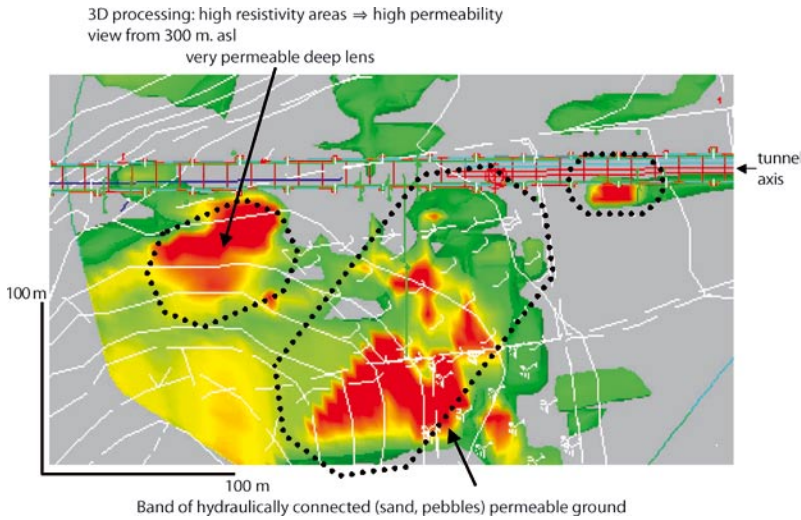 3D processing: high resistivity areas ⇒ high permeability
view from 300 m. asl
very permeable deep lens
tunnel
axis
100 m
100 m
Band of hydraulically connected (sand, pebbles) permeable ground